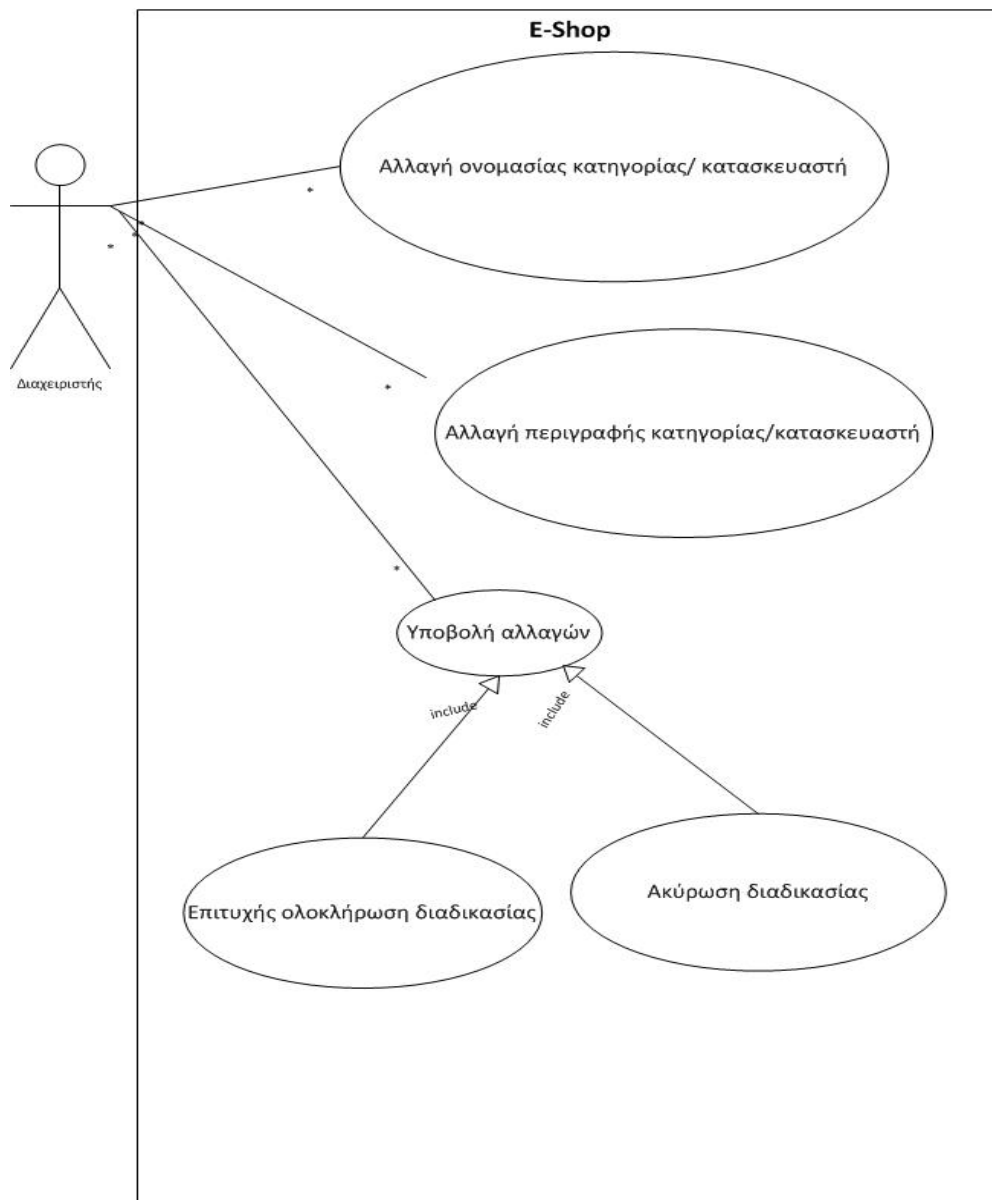 E-Shop
Αλλαγή ονομασίας κατηγορίας/ κατασκευαστή
*
*
*
*
Διαχειριστής
*
Αλλαγή περιγραφής κατηγορίας/κατασκευαστή
*
Υποβολή αλλαγών
include
include
Επιτυχής ολοκλήρωση διαδικασίας
Ακύρωση διαδικασίας